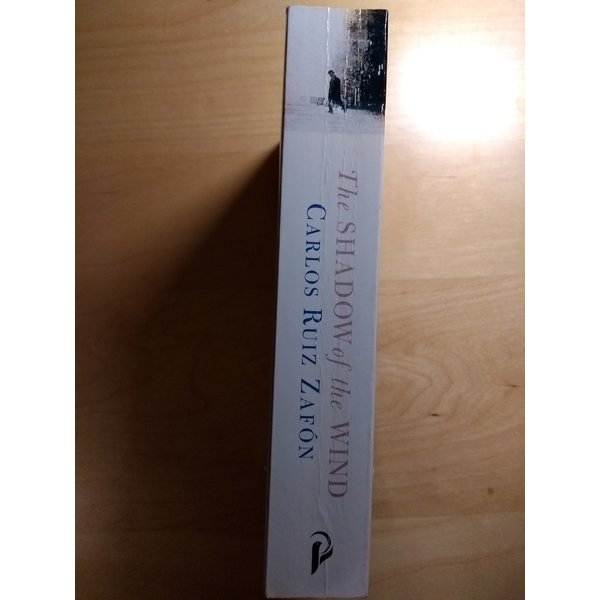 The SHADOW of the WIND
CARLOS RUIZ ZAFÓN